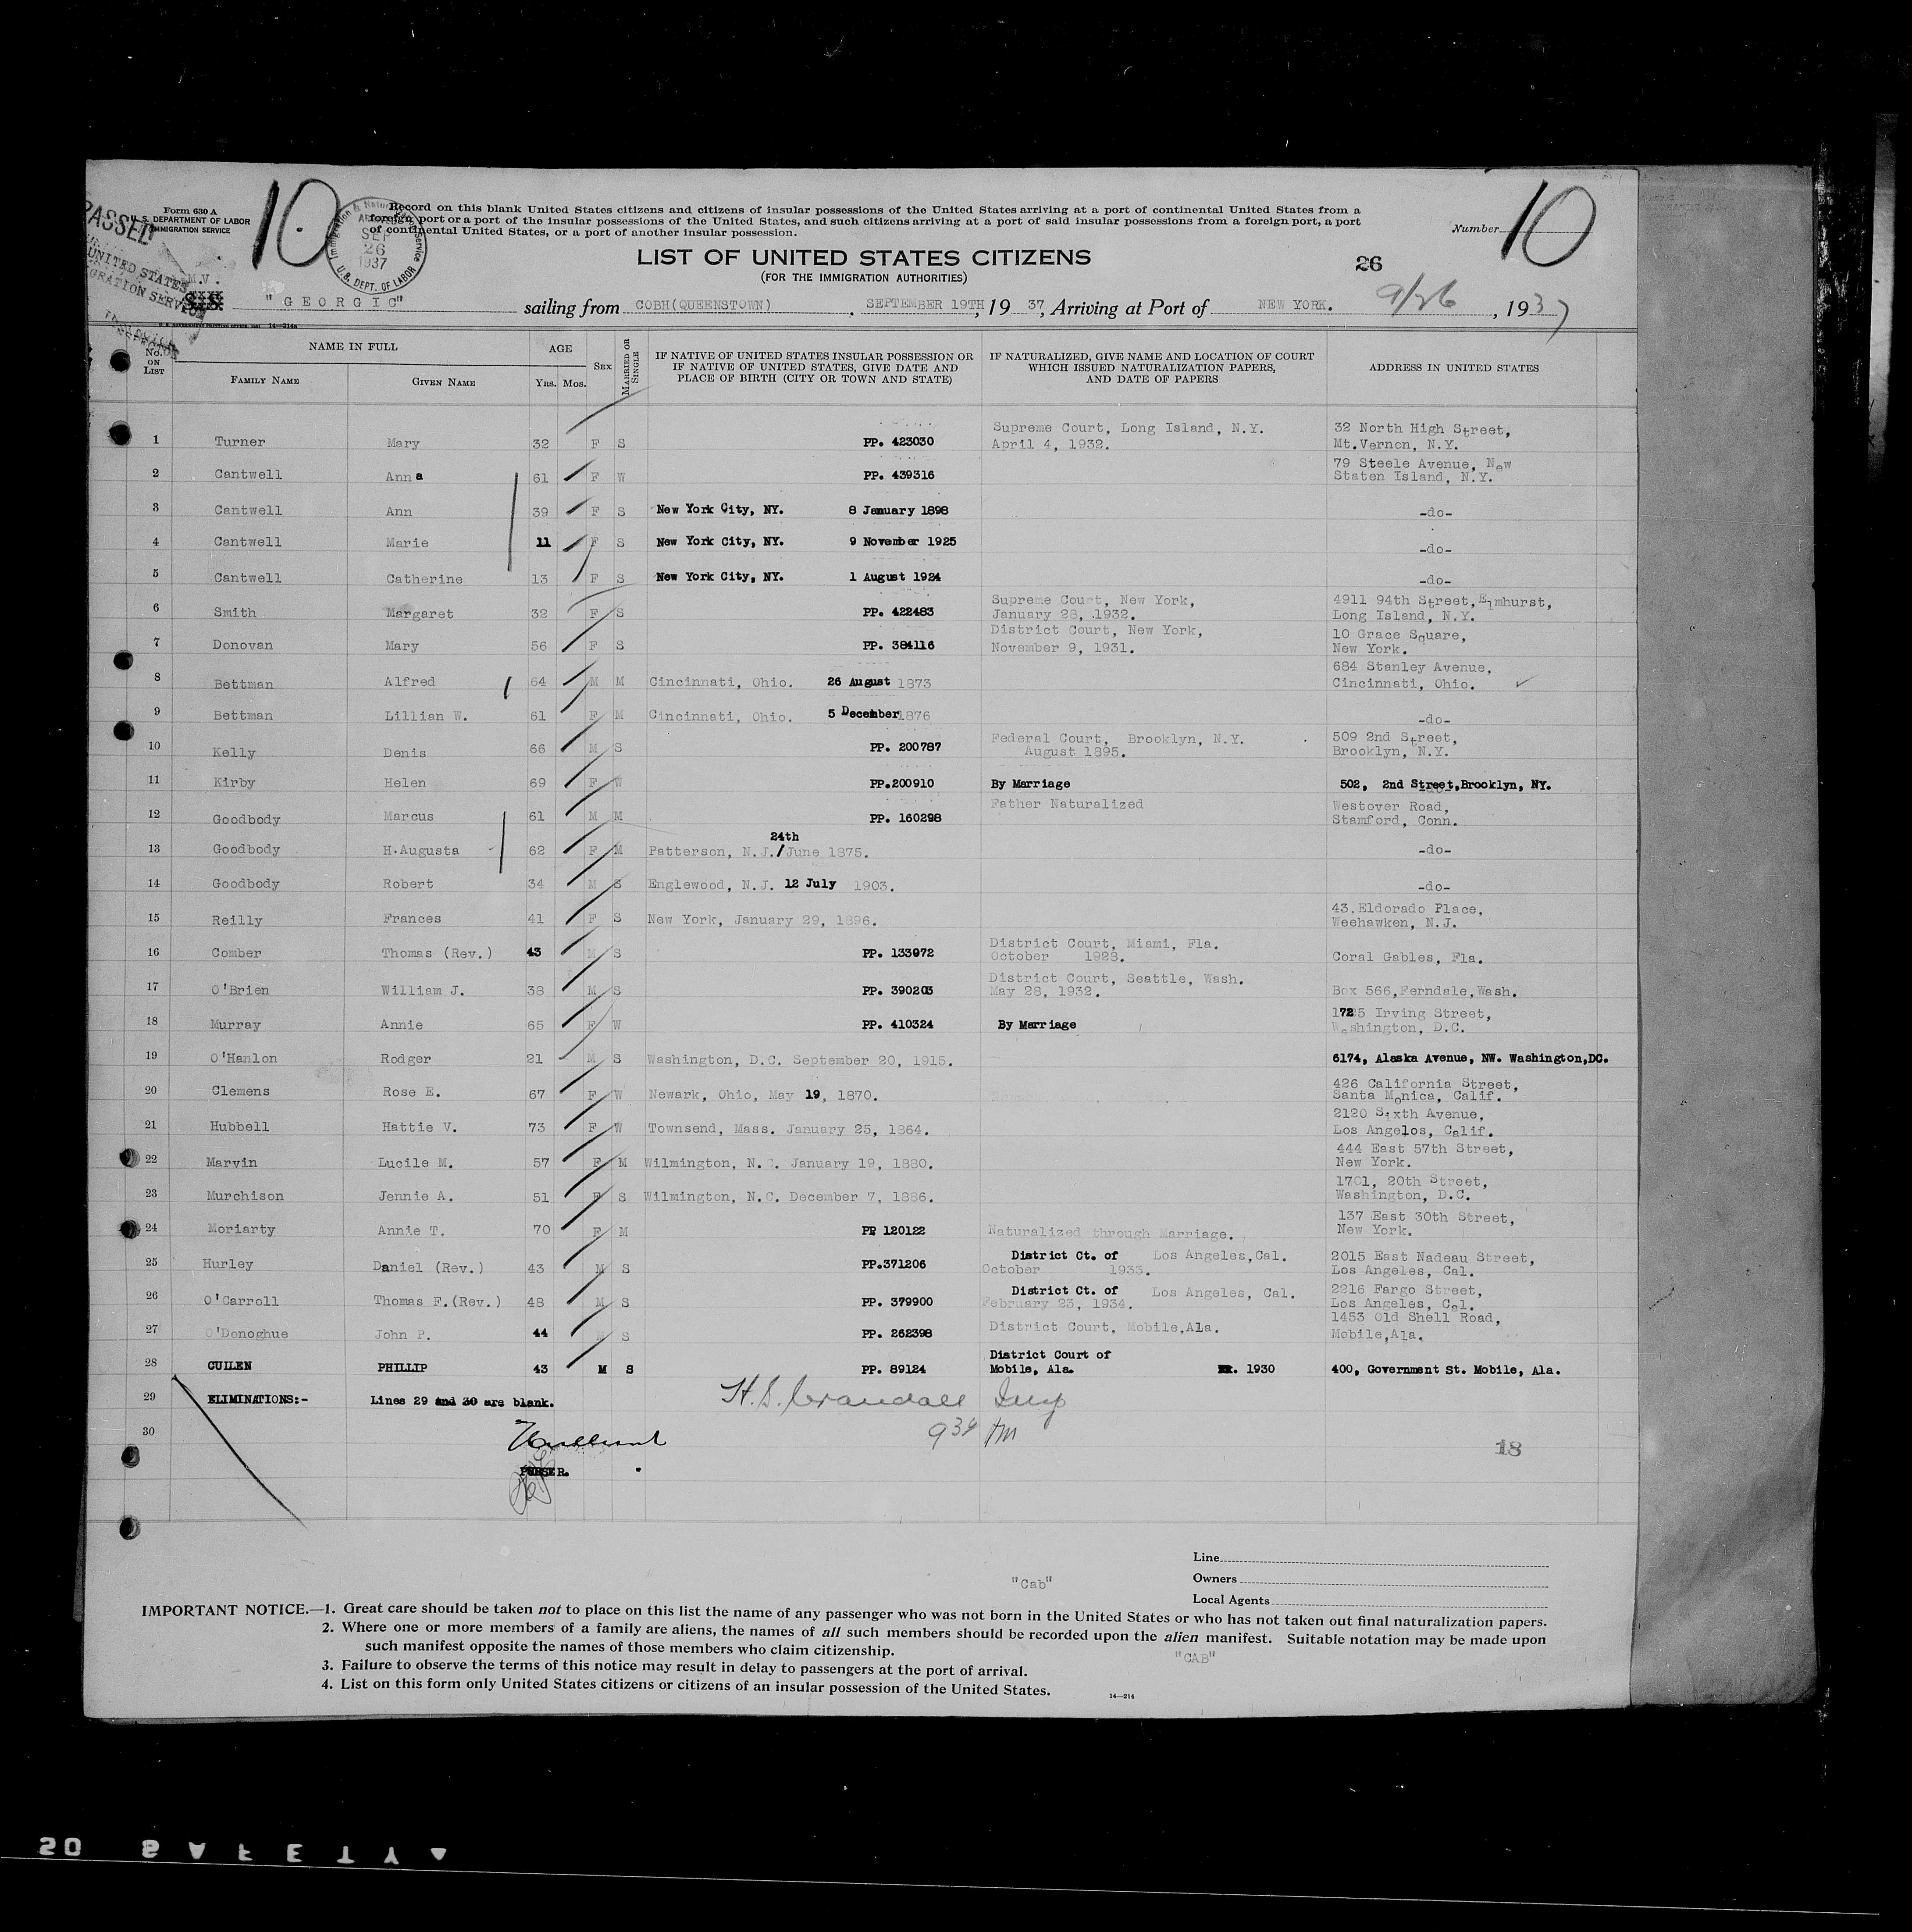 Form 630 A
U. S. DEPARTMENT OF LABOR
IMMIGRATION SERVICE
PASSED
UNITED STATES
IMMIGRATION SERVICE
10
Immigration & Naturalization Service
SEP
26
1937
U. S. DEPT. OF LABOR
Record on this blank United States citizens and citizens of insular possessions of the United States arriving at a port of continental United States from a
foreign port or a port of the insular possessions of the United States, and such citizens arriving at a port of said insular possessions from a foreign port, a port
of continental United States, or a port of another insular possession.
Number 10
LIST OF UNITED STATES CITIZENS
(FOR THE IMMIGRATION AUTHORITIES)
26
M.V.
"GEORGIC" sailing from COBH(QUEENSTOWN), SEPTEMBER 19TH, 1937, Arriving at Port of NEW YORK. 9/26, 1937
14—214a
No. ON LIST
NAME IN FULL
FAMILY NAME GIVEN NAME
AGE
YRS. MOS.
SEX
MARRIED OR SINGLE
IF NATIVE OF UNITED STATES INSULAR POSSESSION OR
IF NATIVE OF UNITED STATES, GIVE DATE AND
PLACE OF BIRTH (CITY OR TOWN AND STATE)
IF NATURALIZED, GIVE NAME AND LOCATION OF COURT
WHICH ISSUED NATURALIZATION PAPERS,
AND DATE OF PAPERS
ADDRESS IN UNITED STATES
1 Turner Mary 32 F S PP. 423030 Supreme Court, Long Island, N.Y. April 4, 1932. 32 North High Street, Mt.Vernon, N.Y.
2 Cantwell Anna 61 F W PP. 439316 79 Steele Avenue, New Staten Island, N.Y.
3 Cantwell Ann 39 F S New York City, NY. 8 January 1898 -do-
4 Cantwell Marie 11 F S New York City, NY. 9 November 1925 -do-
5 Cantwell Catherine 13 F S New York City, NY. 1 August 1924 -do-
6 Smith Margaret 32 F S PP. 422483 Supreme Court, New York, January 28, 1932. 4911 94th Street, Elmhurst, Long Island, N.Y.
7 Donovan Mary 56 F S PP. 384116 District Court, New York, November 9, 1931. 10 Grace Square, New York.
8 Bettman Alfred 64 M M Cincinnati, Ohio. 26 August 1873 684 Stanley Avenue, Cincinnati, Ohio.
9 Bettman Lillian W. 61 F M Cincinnati, Ohio. 5 December 1876 -do-
10 Kelly Denis 66 M S PP. 200787 Federal Court, Brooklyn, N.Y. August 1895. 509 2nd Street, Brooklyn, N.Y.
11 Kirby Helen 69 F W PP.200910 By Marriage 502, 2nd Street, Brooklyn, NY.
12 Goodbody Marcus 61 M M PP. 160298 Father Naturalized Westover Road, Stamford, Conn.
13 Goodbody H.Augusta 62 F M Patterson, N.J./24th June 1875. -do-
14 Goodbody Robert 34 M S Englewood, N.J. 12 July 1903. -do-
15 Reilly Frances 41 F S New York, January 29, 1896. 43, Eldorado Place, Weehawken, N.J.
16 Comber Thomas (Rev.) 43 M S PP. 133972 District Court, Miami, Fla. October 1928. Coral Gables, Fla.
17 O'Brien William J. 38 M S PP. 390203 District Court, Seattle, Wash. May 28, 1932. Box 566, Ferndale, Wash.
18 Murray Annie 65 F W PP. 410324 By Marriage 1725 Irving Street, Washington, D.C.
19 O'Hanlon Rodger 21 M S Washington, D.C. September 20, 1915. 6174, Alaska Avenue, NW. Washington,DC.
20 Clemens Rose E. 67 F W Newark, Ohio, May 19, 1870. 426 California Street, Santa Monica, Calif.
21 Hubbell Hattie V. 73 F W Townsend, Mass. January 25, 1864. 2120 Sixth Avenue, Los Angelos, Calif.
22 Marvin Lucile M. 57 F M Wilmington, N.C. January 19, 1880. 444 East 57th Street, New York.
23 Murchison Jennie A. 51 F S Wilmington, N.C. December 7, 1886. 1701, 20th Street, Washington, D.C.
24 Moriarty Annie T. 70 F M PP 120122 Naturalized through Marriage. 137 East 30th Street, New York.
25 Hurley Daniel (Rev.) 43 M S PP.371206 District Ct. of Los Angeles,Cal. October 1933. 2015 East Nadeau Street, Los Angeles, Cal.
26 O'Carroll Thomas F.(Rev.) 48 M S PP. 379900 District Ct. of Los Angeles, Cal. February 23, 1934. 2216 Fargo Street, Los Angeles, Cal.
27 O'Donoghue John P. 44 M S PP. 262398 District Court, Mobile,Ala. 1453 Old Shell Road, Mobile,Ala.
28 CULLEN PHILLIP 43 M S PP. 89124 District Court of Mobile, Ala. 1930 400, Government St. Mobile, Ala.
29 ELIMINATIONS:- Lines 29 and 30 are blank. H.S. Crandall Insp
30 9 34 PM
18
PURSER.
Line
Owners
Local Agents
"Cab"
IMPORTANT NOTICE.—1. Great care should be taken not to place on this list the name of any passenger who was not born in the United States or who has not taken out final naturalization papers.
2. Where one or more members of a family are aliens, the names of all such members should be recorded upon the alien manifest. Suitable notation may be made upon
such manifest opposite the names of those members who claim citizenship.
"CAB"
3. Failure to observe the terms of this notice may result in delay to passengers at the port of arrival.
4. List on this form only United States citizens or citizens of an insular possession of the United States.
14—214
SAFETY